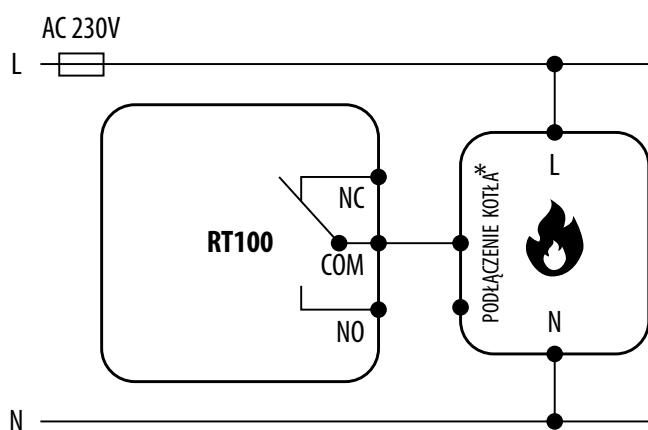 AC 230V
L
NC
RT100
COM
NO
PODŁĄCZENIE KOTŁA*
L
N
N